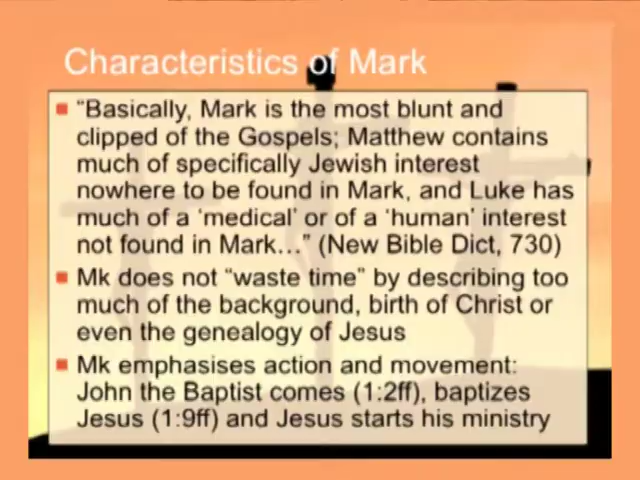 Characteristics of Mark
"Basically, Mark is the most blunt and
clipped of the Gospels; Matthew contains
much of specifically Jewish interest
nowhere to be found in Mark, and Luke has
much of a 'medical' or of a 'human' interest
not found in Mark…" (New Bible Dict, 730)
Mk does not "waste time" by describing too
much of the background, birth of Christ or
even the genealogy of Jesus
Mk emphasises action and movement:
John the Baptist comes (1:2ff), baptizes
Jesus (1:9ff) and Jesus starts his ministry